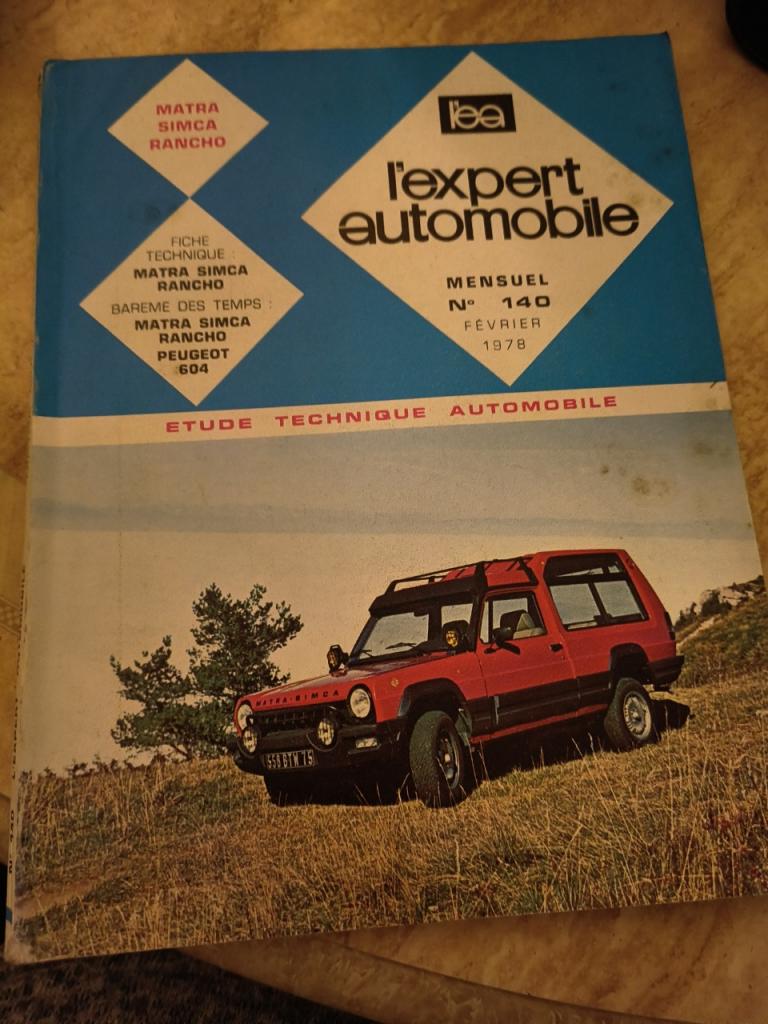 MATRA
SIMCA
RANCHO
l'ea
l'expert
automobile
MENSUEL
Nº 140
FÉVRIER
1978
FICHE
TECHNIQUE :
MATRA SIMCA
RANCHO
BAREME DES TEMPS :
MATRA SIMCA
RANCHO
PEUGEOT
604
ETUDE TECHNIQUE AUTOMOBILE
MATRA-SIMCA